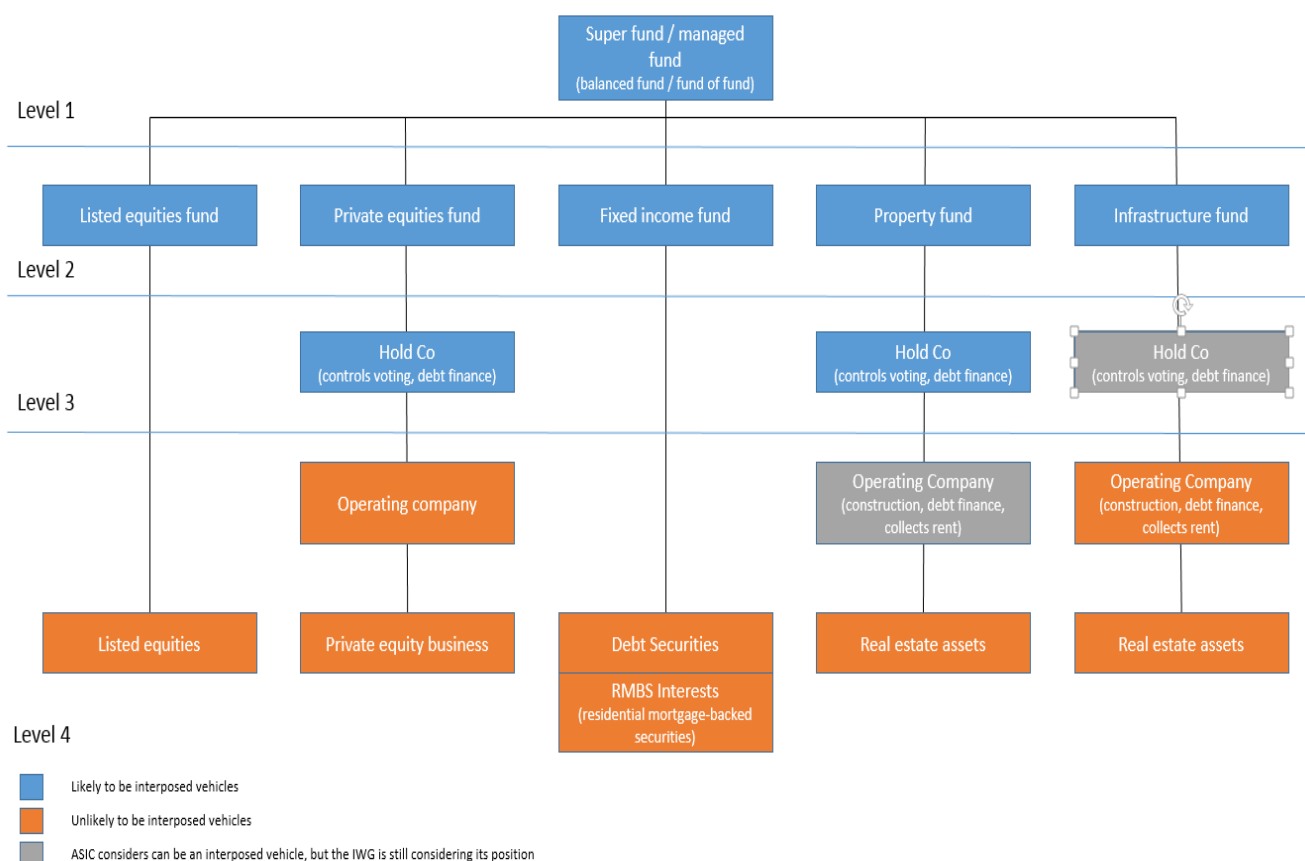 Super fund / managed
fund
(balanced fund / fund of fund)
Level 1
Listed equities fund
Private equities fund
Fixed income fund
Property fund
Infrastructure fund
Level 2
Hold Co
(controls voting, debt finance)
Hold Co
(controls voting, debt finance)
Hold Co
(controls voting, debt finance)
Level 3
Operating company
Operating Company
(construction, debt finance,
collects rent)
Operating Company
(construction, debt finance,
collects rent)
Listed equities
Private equity business
Debt Securities
Real estate assets
Real estate assets
RMBS Interests
(residential mortgage-backed
securities)
Level 4
Likely to be interposed vehicles
Unlikely to be interposed vehicles
ASIC considers can be an interposed vehicle, but the IWG is still considering its position